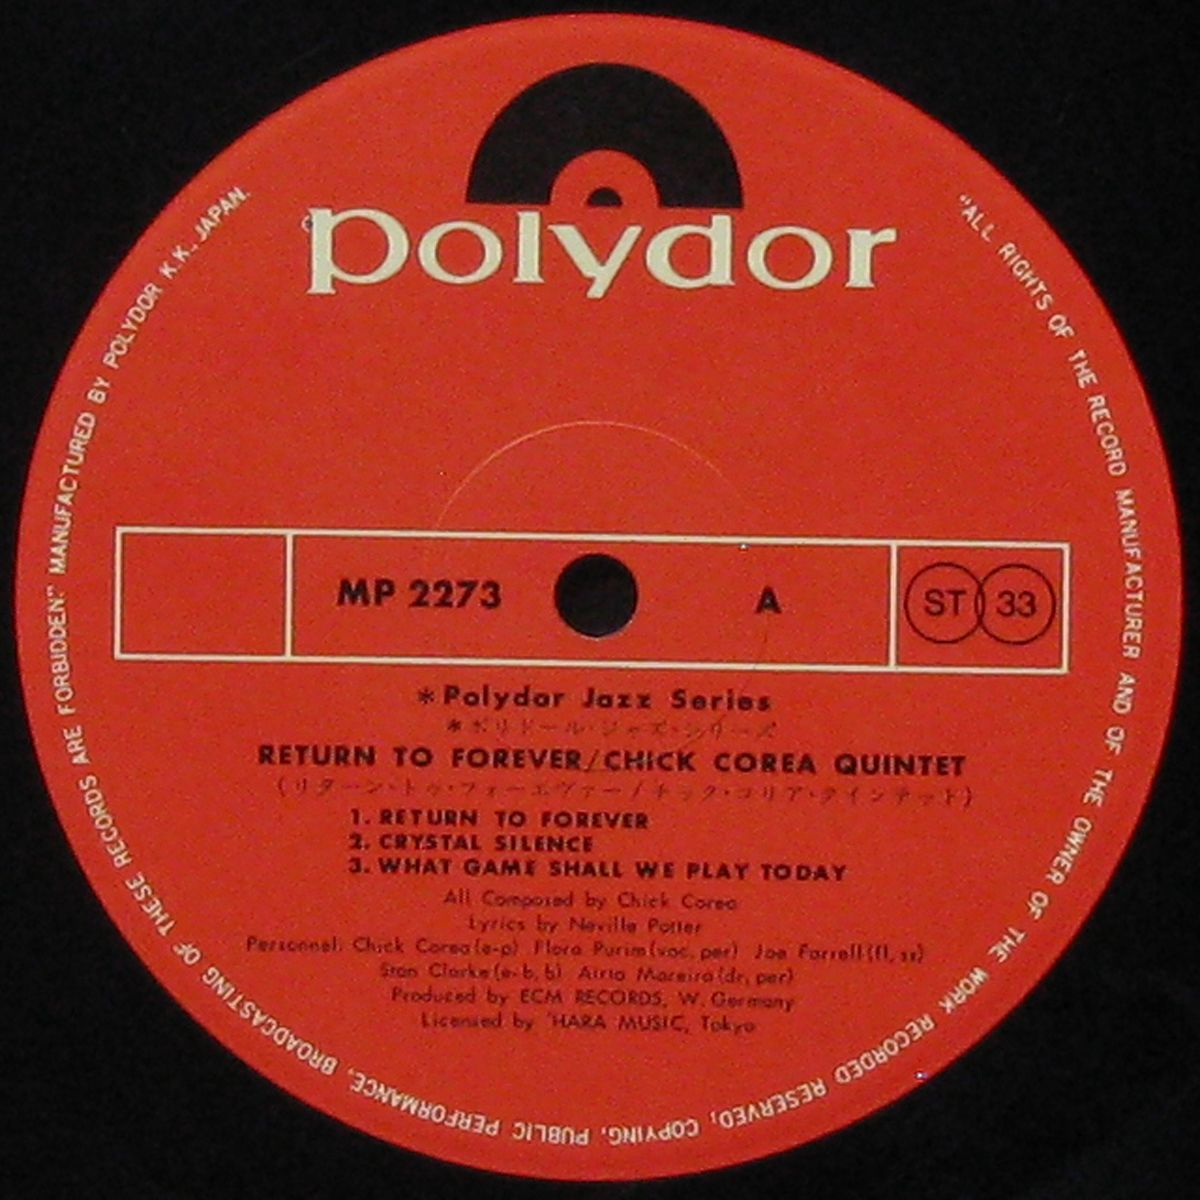 polydor
MP 2273
A
ST 33
*Polydor Jazz Series
*ポリドール・ジャズ・シリーズ
RETURN TO FOREVER/CHICK COREA QUINTET
(リターン・トゥ・フォーエヴァー/チック・コリア・クインテット)
1. RETURN TO FOREVER
2. CRYSTAL SILENCE
3. WHAT GAME SHALL WE PLAY TODAY
All Composed by Chick Corea
Lyrics by Neville Potter
Personnel: Chick Corea(e-p) Flora Purim(voc, per) Joe Farrell(fl, ss)
Stan Clarke(e-b, b) Airto Moreira(dr, per)
Produced by ECM RECORDS, W. Germany
Licensed by 'HARA MUSIC, Tokyo
"ALL RIGHTS OF THE RECORD MANUFACTURER AND OF THE OWNER OF THE WORK RECORDED RESERVED, COPYING, PUBLIC PERFORMANCE, BROADCASTING OF THESE RECORDS ARE FORBIDDEN." MANUFACTURED BY POLYDOR K.K., JAPAN.